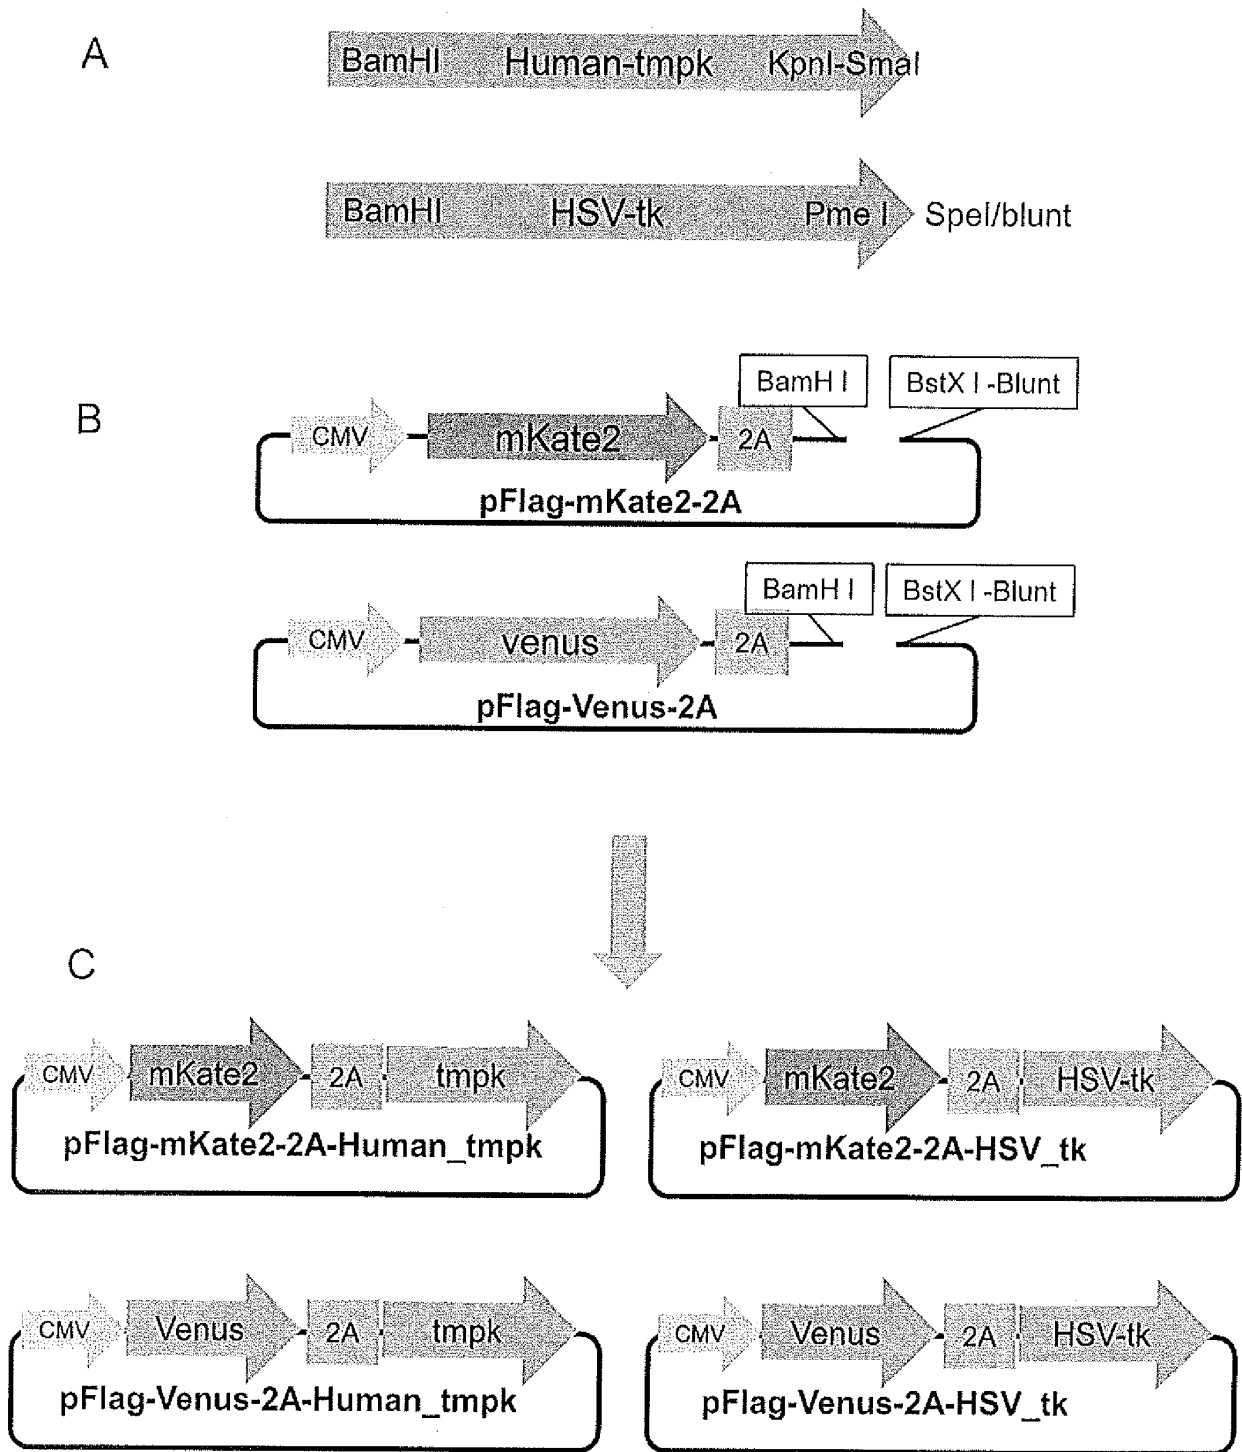 A
BamHI Human-tmpk KpnI-SmaI
BamHI HSV-tk Pme I SpeI/blunt
B
BamH I BstX I -Blunt
CMV mKate2 2A
pFlag-mKate2-2A
BamH I BstX I -Blunt
CMV venus 2A
pFlag-Venus-2A
C
CMV mKate2 2A tmpk
pFlag-mKate2-2A-Human_tmpk
CMV mKate2 2A HSV-tk
pFlag-mKate2-2A-HSV_tk
CMV Venus 2A tmpk
pFlag-Venus-2A-Human_tmpk
CMV Venus 2A HSV-tk
pFlag-Venus-2A-HSV_tk